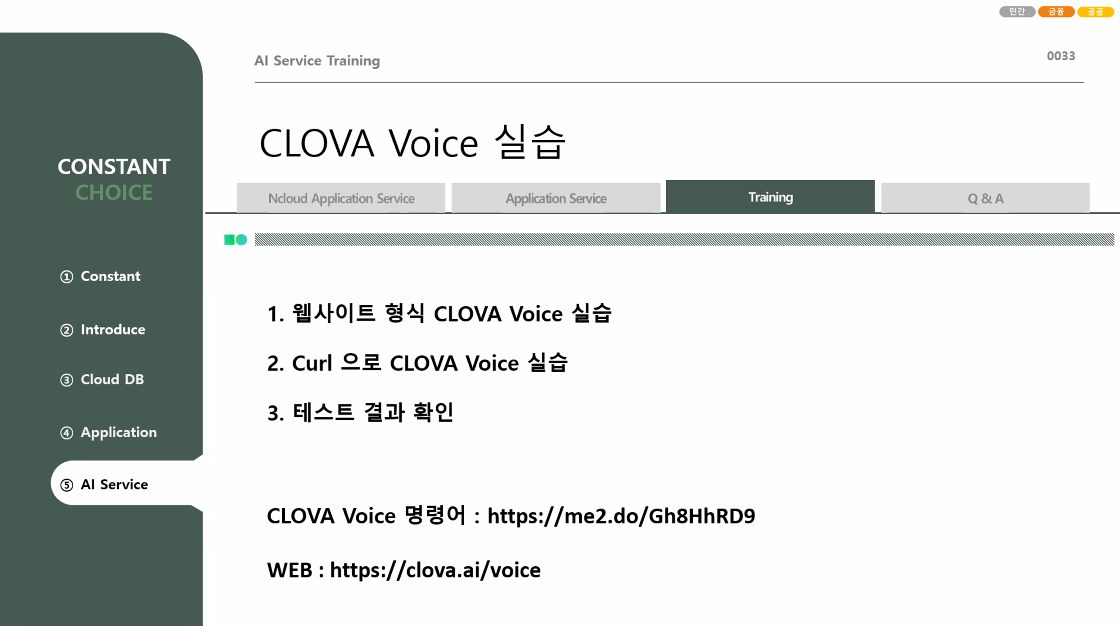 민간 금융 공공
AI Service Training
0033
CLOVA Voice 실습
CONSTANT
CHOICE
Ncloud Application Service
Application Service
Training
Q & A
① Constant
② Introduce
③ Cloud DB
④ Application
⑤ AI Service
1. 웹사이트 형식 CLOVA Voice 실습
2. Curl 으로 CLOVA Voice 실습
3. 테스트 결과 확인
CLOVA Voice 명령어 : https://me2.do/Gh8HhRD9
WEB : https://clova.ai/voice